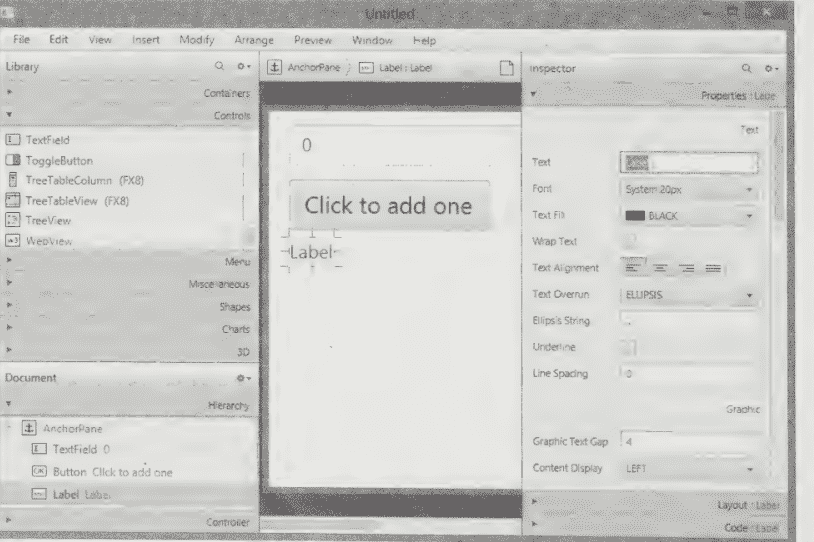 Untitled
File Edit View Insert Modify Arrange Preview Window Help
Library
Containers
Controls
TextField
ToggleButton
TreeTableColumn (FX8)
TreeTableView (FX8)
TreeView
WebView
Menu
Miscellaneous
Shapes
Charts
3D
Document
Hierarchy
AnchorPane
TextField 0
Button Click to add one
Label Label
Controller
AnchorPane Label : Label
0
Click to add one
Label
Inspector
Properties : Label
Text
Text
Font System 20px
Text Fill BLACK
Wrap Text
Text Alignment
Text Overrun ELLIPSIS
Ellipsis String
Underline
Line Spacing 0
Graphic
Graphic Text Gap 4
Content Display LEFT
Layout : Label
Code : Label